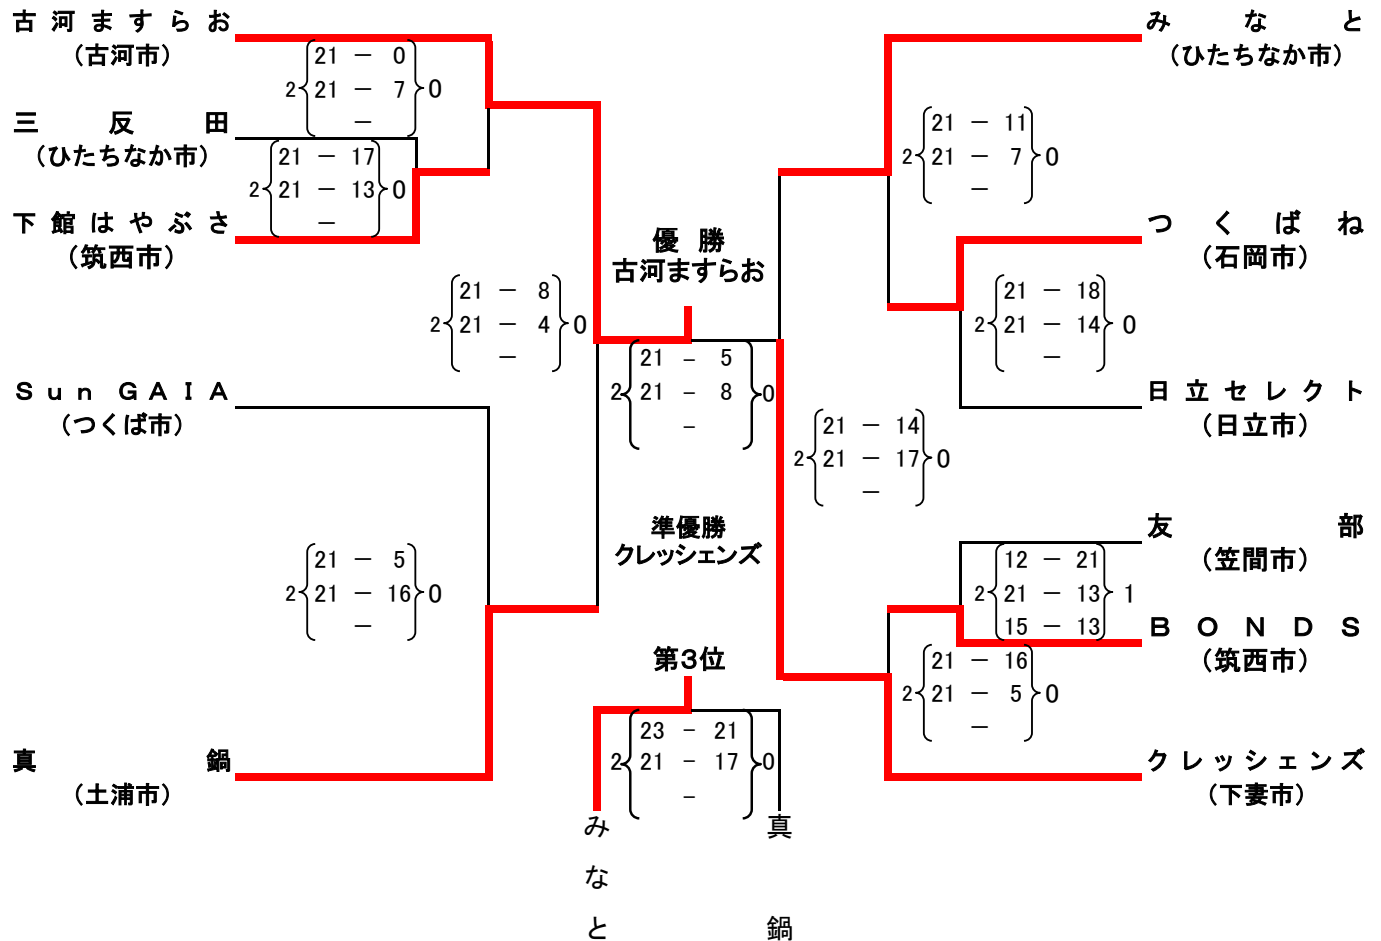 古河ますらお
（古河市）
21 － 0
2 21 － 7 0
－
三反田
（ひたちなか市）
21 － 17
2 21 － 13 0
－
下館はやぶさ
（筑西市）
21 － 8
2 21 － 4 0
－
Sun GAIA
（つくば市）
21 － 5
2 21 － 16 0
－
真鍋
（土浦市）
優勝
古河ますらお
21 － 5
2 21 － 8 0
－
準優勝
クレッシェンズ
第３位
23 － 21
2 21 － 17 0
－
みなと
真鍋
みなと
（ひたちなか市）
21 － 11
2 21 － 7 0
－
つくばね
（石岡市）
21 － 18
2 21 － 14 0
－
日立セレクト
（日立市）
21 － 14
2 21 － 17 0
－
友部
（笠間市）
12 － 21
2 21 － 13 1
15 － 13
BONDS
（筑西市）
21 － 16
2 21 － 5 0
－
クレッシェンズ
（下妻市）